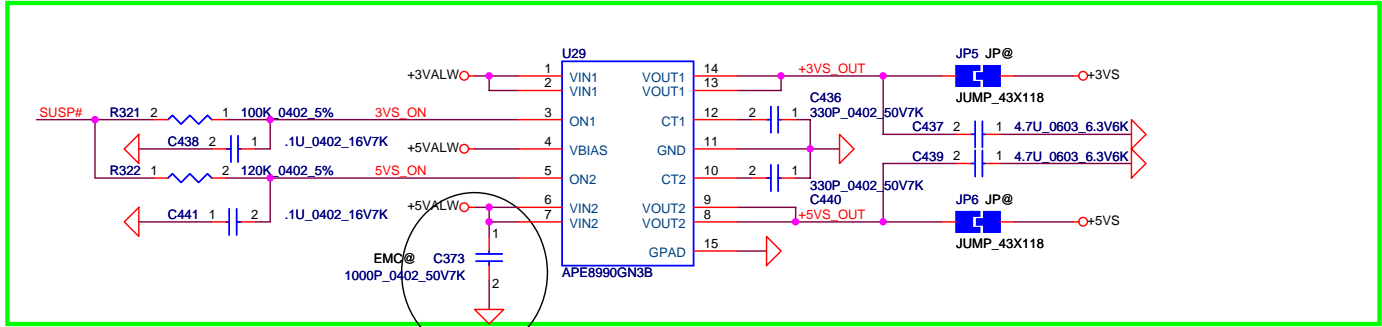 U29
JP5 JP@
+3VALW 1 VIN1 VOUT1 14 +3VS_OUT +3VS
2 VIN1 VOUT1 13
JUMP_43X118
C436
SUSP# R321 2 1 100K_0402_5% 3VS_ON 3 ON1 CT1 12 2 1 330P_0402_50V7K
C437 2 1 4.7U_0603_6.3V6K
C438 2 1 .1U_0402_16V7K +5VALW 4 VBIAS GND 11
C439 2 1 4.7U_0603_6.3V6K
R322 1 2 120K_0402_5% 5VS_ON 5 ON2 CT2 10 2 1
330P_0402_50V7K
C440
+5VALW 6 VIN2 VOUT2 9
JP6 JP@
C441 1 2 .1U_0402_16V7K 7 VIN2 VOUT2 8 +5VS_OUT +5VS
1
JUMP_43X118
GPAD 15
EMC@ C373
1000P_0402_50V7K
APE8990GN3B
2